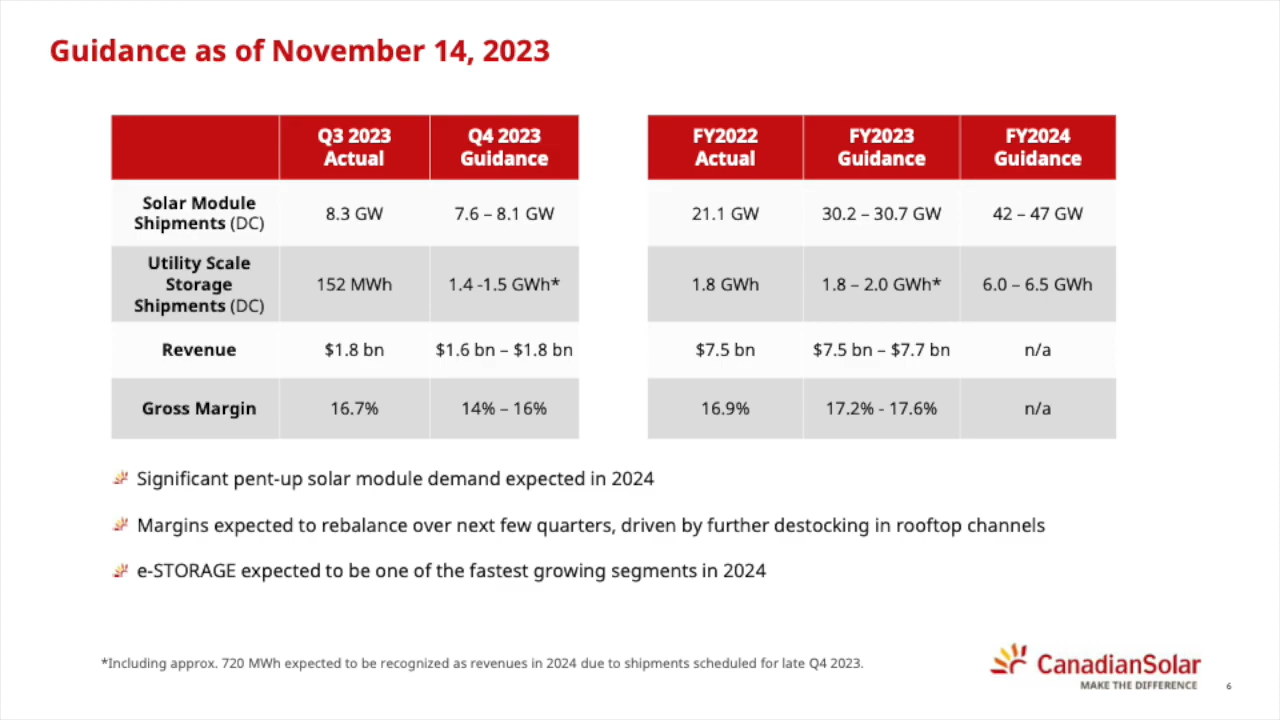 Guidance as of November 14, 2023
Q3 2023 Actual Q4 2023 Guidance FY2022 Actual FY2023 Guidance FY2024 Guidance
Solar Module Shipments (DC) 8.3 GW 7.6 – 8.1 GW 21.1 GW 30.2 – 30.7 GW 42 – 47 GW
Utility Scale Storage Shipments (DC) 152 MWh 1.4 -1.5 GWh* 1.8 GWh 1.8 – 2.0 GWh* 6.0 – 6.5 GWh
Revenue $1.8 bn $1.6 bn – $1.8 bn $7.5 bn $7.5 bn – $7.7 bn n/a
Gross Margin 16.7% 14% – 16% 16.9% 17.2% - 17.6% n/a
Significant pent-up solar module demand expected in 2024
Margins expected to rebalance over next few quarters, driven by further destocking in rooftop channels
e-STORAGE expected to be one of the fastest growing segments in 2024
*Including approx. 720 MWh expected to be recognized as revenues in 2024 due to shipments scheduled for late Q4 2023.
CanadianSolar
MAKE THE DIFFERENCE
6